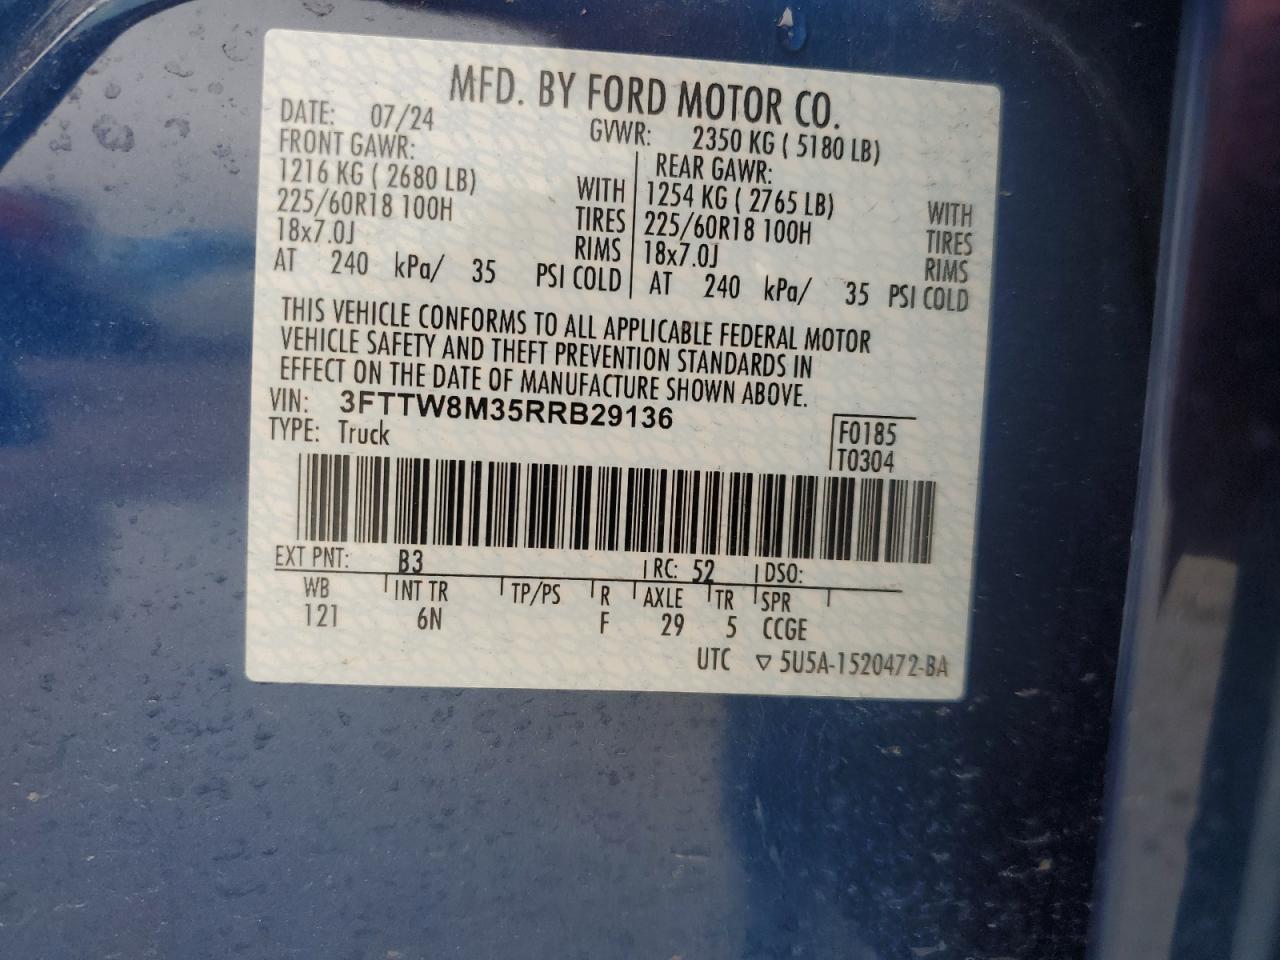 MFD. BY FORD MOTOR CO.
DATE: 07/24 GVWR: 2350 KG ( 5180 LB)
FRONT GAWR: REAR GAWR:
1216 KG ( 2680 LB) WITH 1254 KG ( 2765 LB) WITH
225/60R18 100H TIRES 225/60R18 100H TIRES
18x7.0J RIMS 18x7.0J RIMS
AT 240 kPa/ 35 PSI COLD AT 240 kPa/ 35 PSI COLD
THIS VEHICLE CONFORMS TO ALL APPLICABLE FEDERAL MOTOR
VEHICLE SAFETY AND THEFT PREVENTION STANDARDS IN
EFFECT ON THE DATE OF MANUFACTURE SHOWN ABOVE.
VIN: 3FTTW8M35RRB29136
TYPE: Truck
F0185
T0304
EXT PNT: B3 RC: 52 DSO:
WB INT TR TP/PS R AXLE TR SPR
121 6N F 29 5 CCGE
UTC ▽ 5U5A-1520472-BA